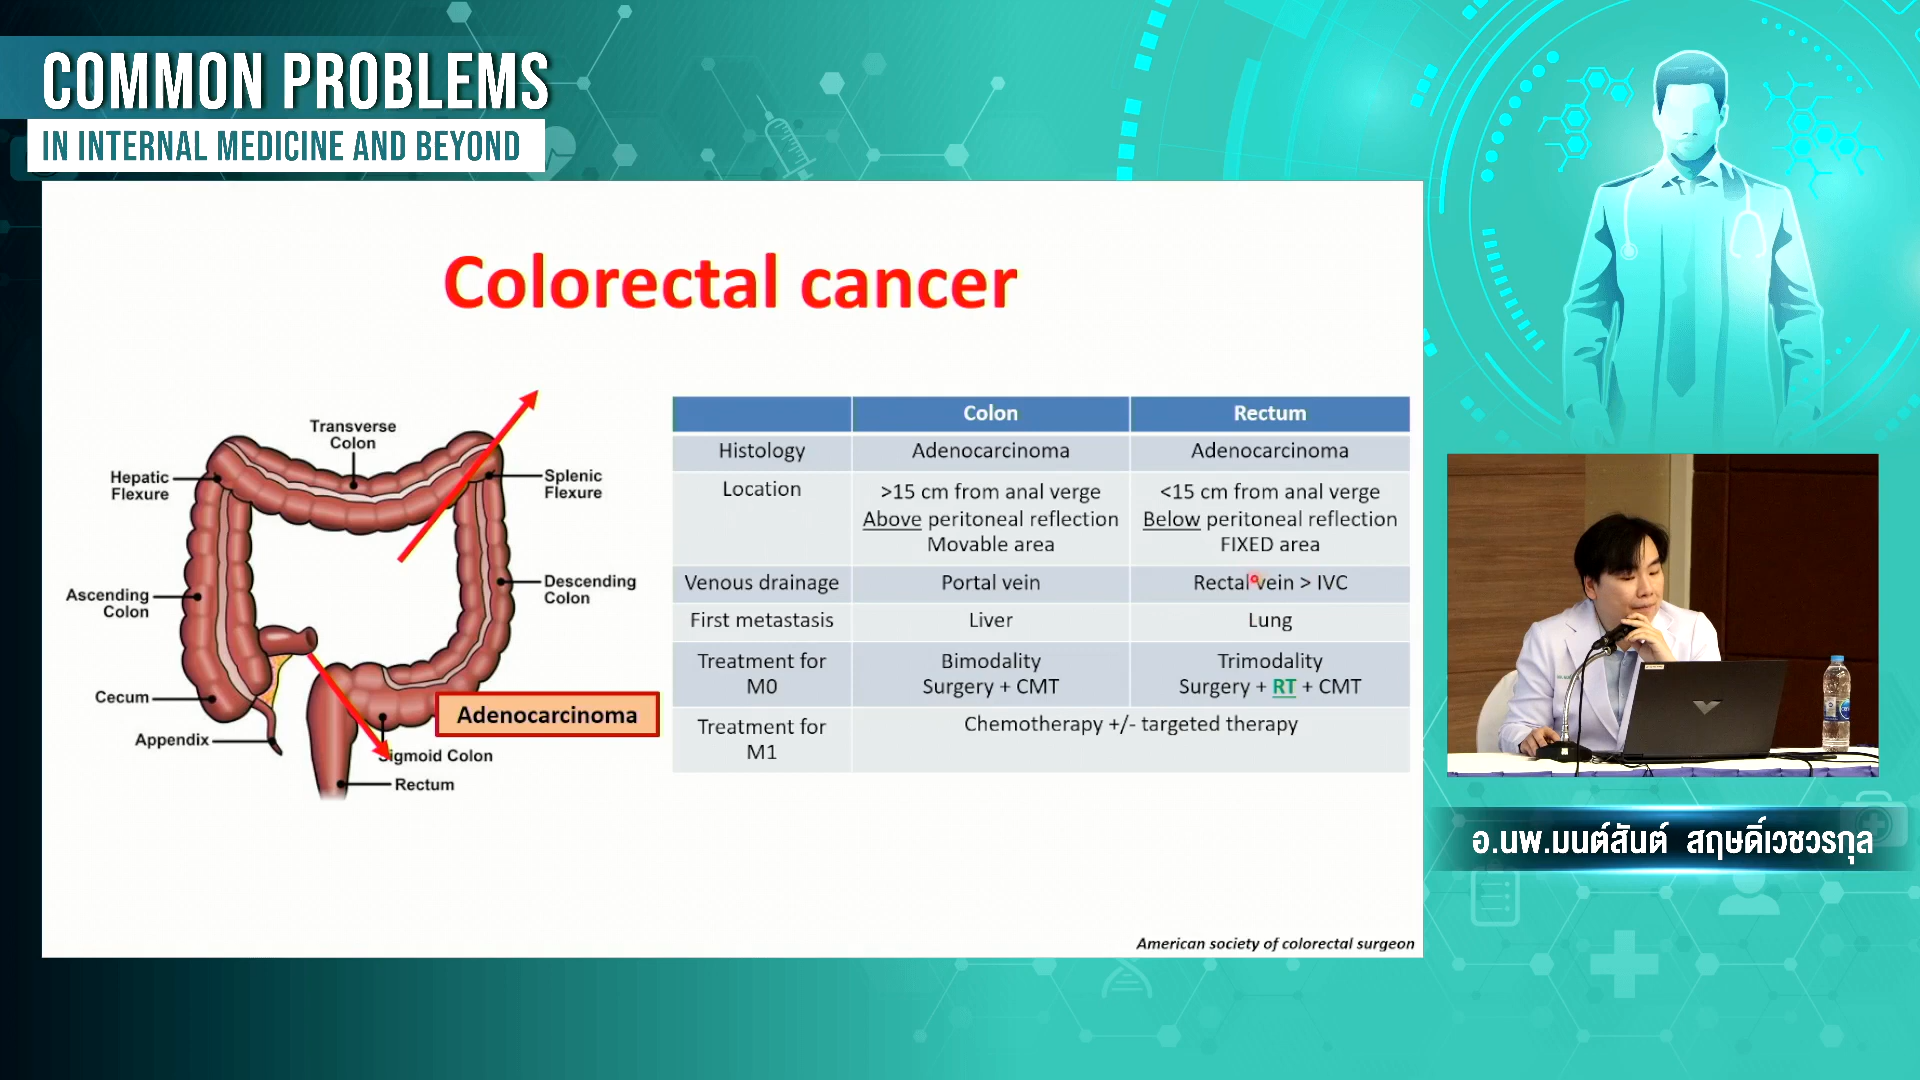 COMMON PROBLEMS
IN INTERNAL MEDICINE AND BEYOND
Colorectal cancer
Transverse
Colon
Hepatic
Flexure
Splenic
Flexure
Ascending
Colon
Descending
Colon
Cecum
Appendix
Adenocarcinoma
Sigmoid Colon
Rectum
Colon Rectum
Histology Adenocarcinoma Adenocarcinoma
Location >15 cm from anal verge <15 cm from anal verge
Above peritoneal reflection Below peritoneal reflection
Movable area FIXED area
Venous drainage Portal vein Rectal vein > IVC
First metastasis Liver Lung
Treatment for M0 Bimodality Trimodality
Surgery + CMT Surgery + RT + CMT
Treatment for M1 Chemotherapy +/- targeted therapy
American society of colorectal surgeon
อ.นพ.มนต์สันต์ สฤษดิ์เวชวรกุล